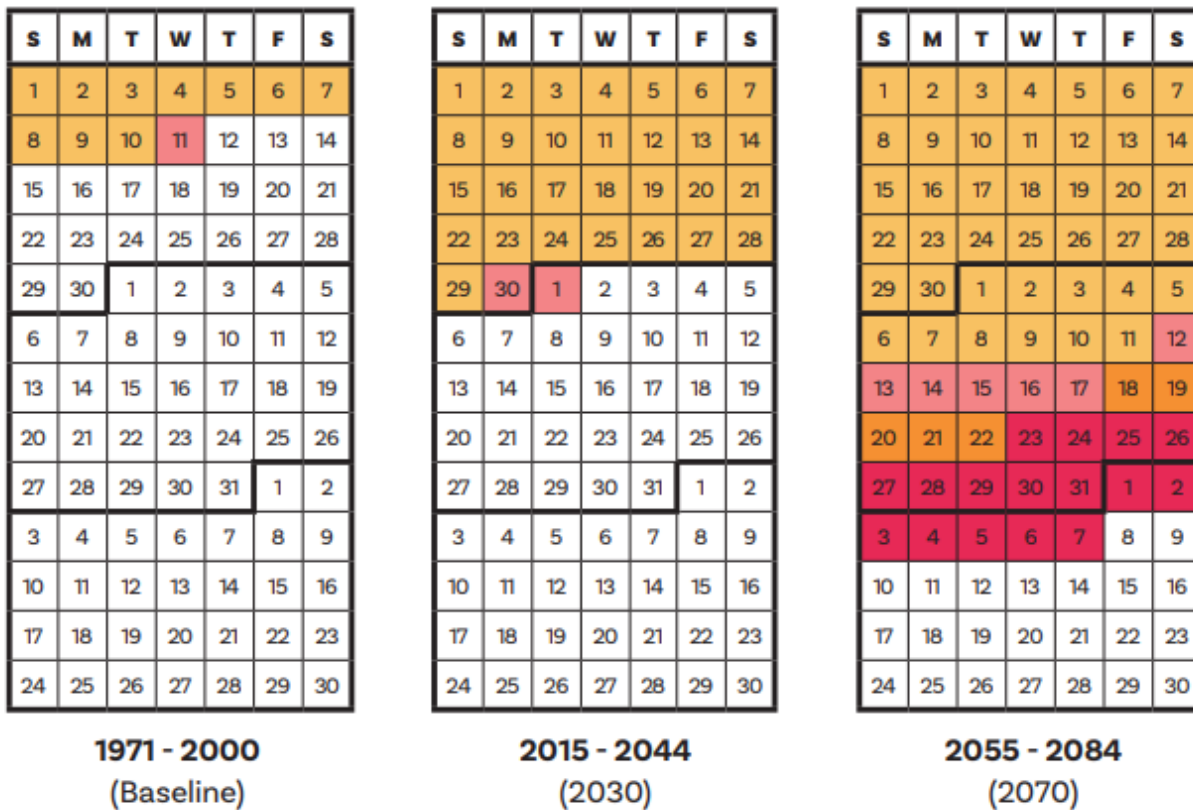 S M T W T F S
1 2 3 4 5 6 7
8 9 10 11 12 13 14
15 16 17 18 19 20 21
22 23 24 25 26 27 28
29 30 1 2 3 4 5
6 7 8 9 10 11 12
13 14 15 16 17 18 19
20 21 22 23 24 25 26
27 28 29 30 31 1 2
3 4 5 6 7 8 9
10 11 12 13 14 15 16
17 18 19 20 21 22 23
24 25 26 27 28 29 30
1971 - 2000
(Baseline)
S M T W T F S
1 2 3 4 5 6 7
8 9 10 11 12 13 14
15 16 17 18 19 20 21
22 23 24 25 26 27 28
29 30 1 2 3 4 5
6 7 8 9 10 11 12
13 14 15 16 17 18 19
20 21 22 23 24 25 26
27 28 29 30 31 1 2
3 4 5 6 7 8 9
10 11 12 13 14 15 16
17 18 19 20 21 22 23
24 25 26 27 28 29 30
2015 - 2044
(2030)
S M T W T F S
1 2 3 4 5 6 7
8 9 10 11 12 13 14
15 16 17 18 19 20 21
22 23 24 25 26 27 28
29 30 1 2 3 4 5
6 7 8 9 10 11 12
13 14 15 16 17 18 19
20 21 22 23 24 25 26
27 28 29 30 31 1 2
3 4 5 6 7 8 9
10 11 12 13 14 15 16
17 18 19 20 21 22 23
24 25 26 27 28 29 30
2055 - 2084
(2070)